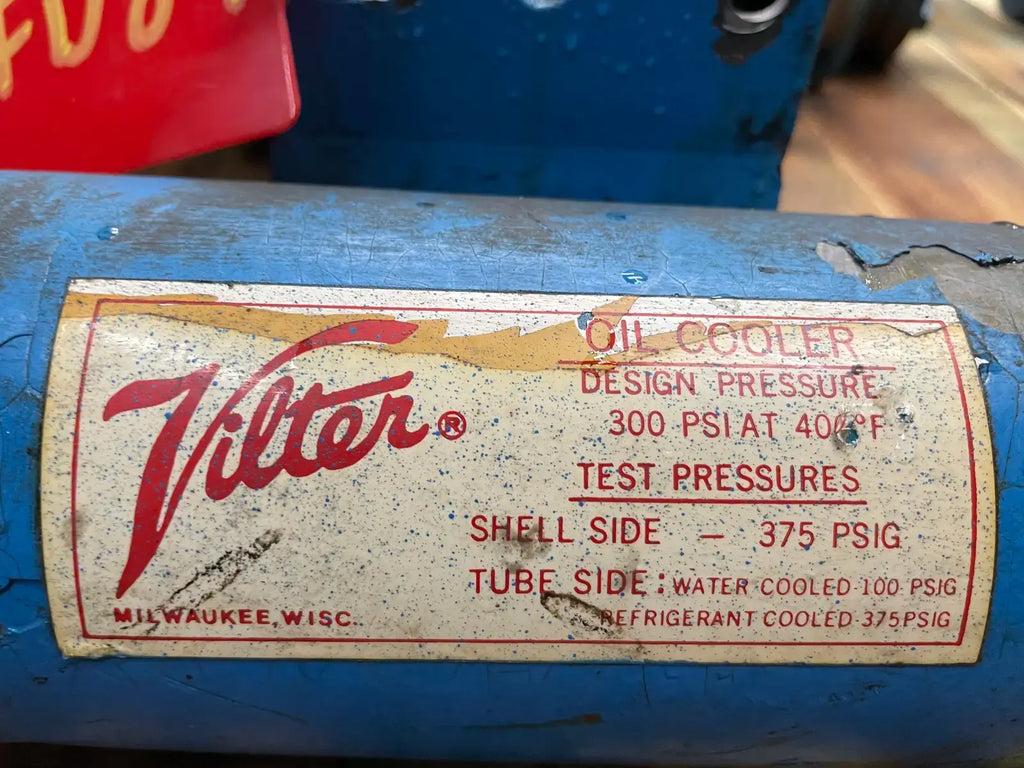 Vilter®
MILWAUKEE, WISC.
OIL COOLER
DESIGN PRESSURE
300 PSI AT 400°F
TEST PRESSURES
SHELL SIDE – 375 PSIG
TUBE SIDE: WATER COOLED 100 PSIG
REFRIGERANT COOLED 375 PSIG